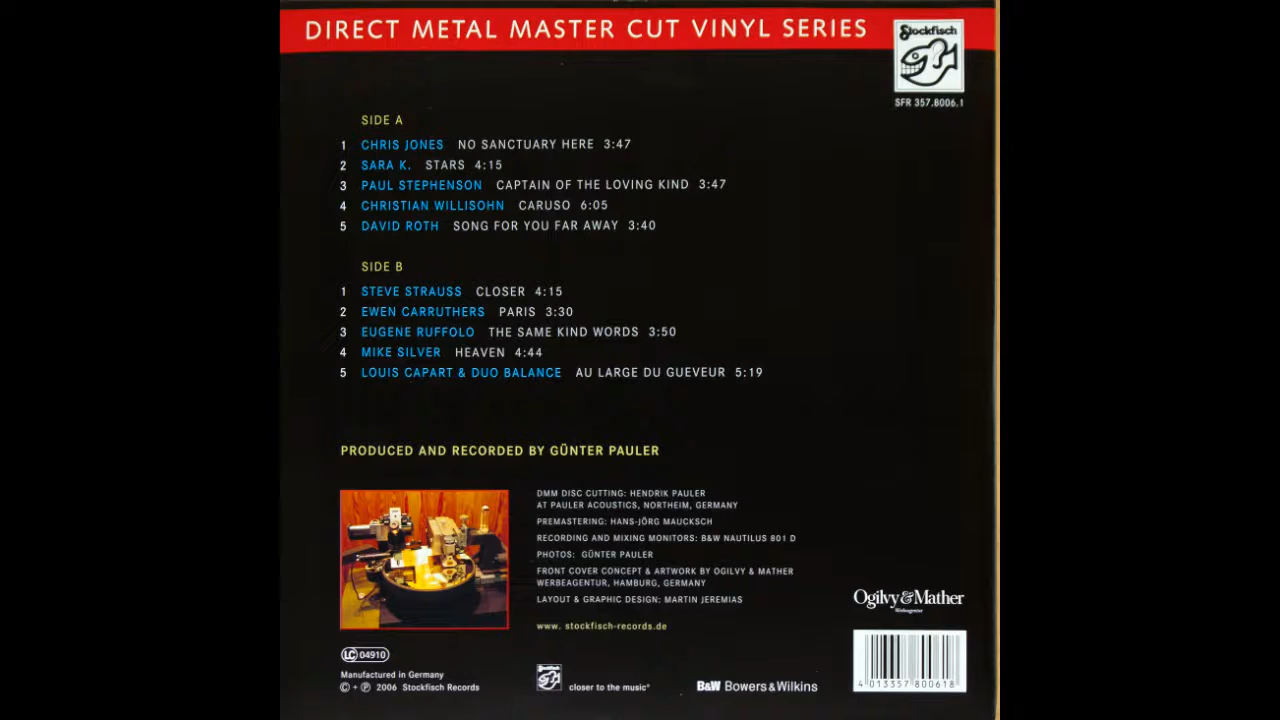 DIRECT METAL MASTER CUT VINYL SERIES
Stockfisch
SFR 357.8006.1
SIDE A
1 CHRIS JONES NO SANCTUARY HERE 3:47
2 SARA K. STARS 4:15
3 PAUL STEPHENSON CAPTAIN OF THE LOVING KIND 3:47
4 CHRISTIAN WILLISOHN CARUSO 6:05
5 DAVID ROTH SONG FOR YOU FAR AWAY 3:40
SIDE B
1 STEVE STRAUSS CLOSER 4:15
2 EWEN CARRUTHERS PARIS 3:30
3 EUGENE RUFFOLO THE SAME KIND WORDS 3:50
4 MIKE SILVER HEAVEN 4:44
5 LOUIS CAPART & DUO BALANCE AU LARGE DU GUEVEUR 5:19
PRODUCED AND RECORDED BY GÜNTER PAULER
DMM DISC CUTTING: HENDRIK PAULER
AT PAULER ACOUSTICS, NORTHEIM, GERMANY
PREMASTERING: HANS-JÖRG MAUCKSCH
RECORDING AND MIXING MONITORS: B&W NAUTILUS 801 D
PHOTOS: GÜNTER PAULER
FRONT COVER CONCEPT & ARTWORK BY OGILVY & MATHER
WERBEAGENTUR, HAMBURG, GERMANY
LAYOUT & GRAPHIC DESIGN: MARTIN JEREMIAS
www. stockfisch-records.de
Ogilvy & Mather
Werbeagentur
LC 04910
Manufactured in Germany
© + ℗ 2006 Stockfisch Records
Stockfisch
closer to the music®
B&W Bowers & Wilkins
4 013357 800618